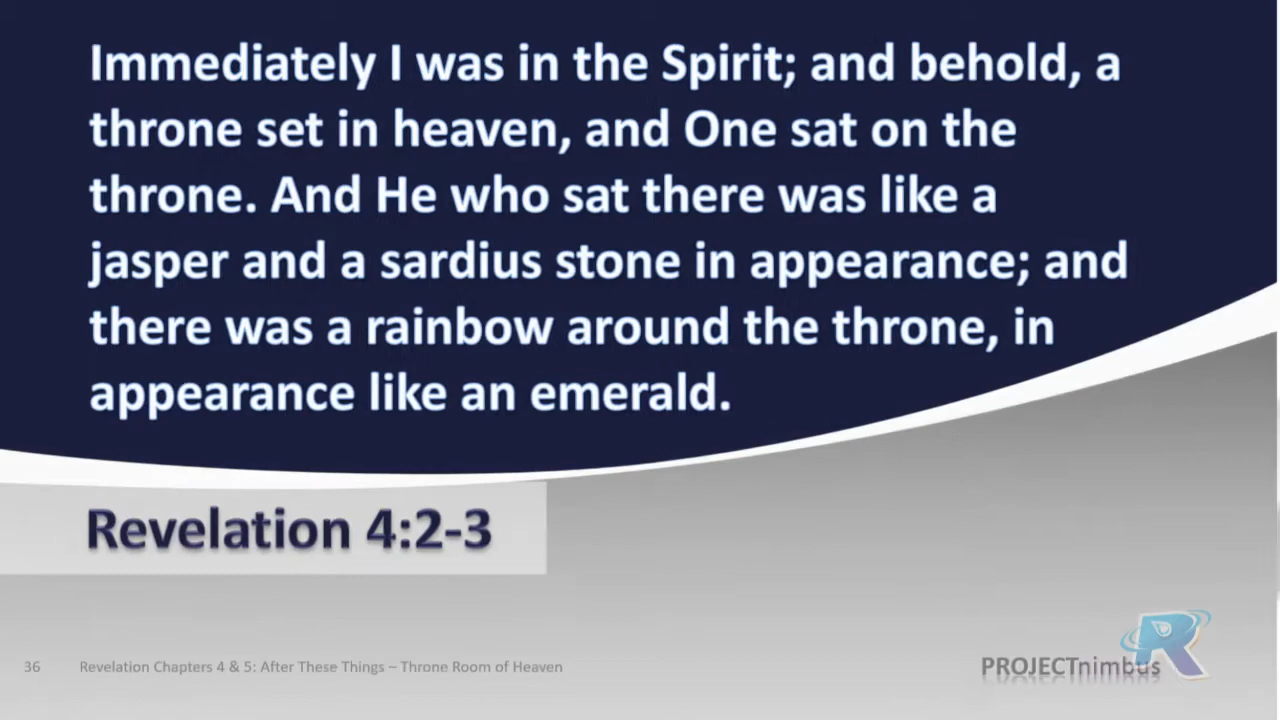 Immediately I was in the Spirit; and behold, a
throne set in heaven, and One sat on the
throne. And He who sat there was like a
jasper and a sardius stone in appearance; and
there was a rainbow around the throne, in
appearance like an emerald.
Revelation 4:2-3
36 Revelation Chapters 4 & 5: After These Things – Throne Room of Heaven
PROJECTnimbus
R